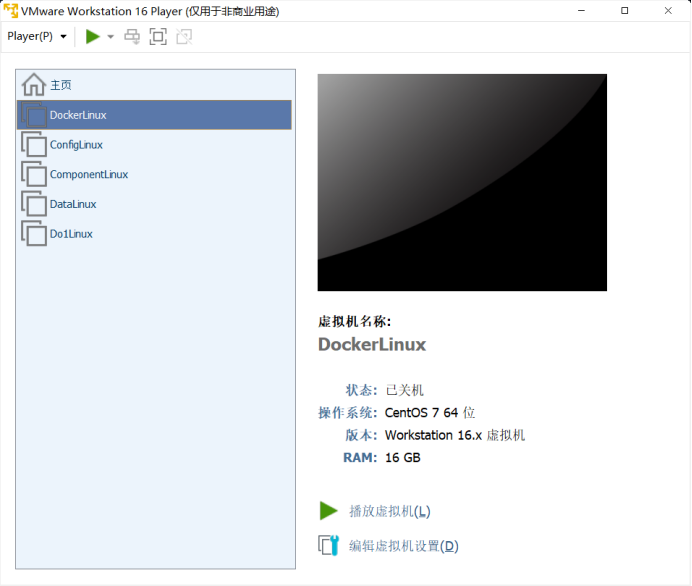 VMware Workstation 16 Player (仅用于非商业用途)
Player(P)
主页
DockerLinux
ConfigLinux
ComponentLinux
DataLinux
Do1Linux
虚拟机名称:
DockerLinux
状态: 已关机
操作系统: CentOS 7 64 位
版本: Workstation 16.x 虚拟机
RAM: 16 GB
播放虚拟机(L)
编辑虚拟机设置(D)